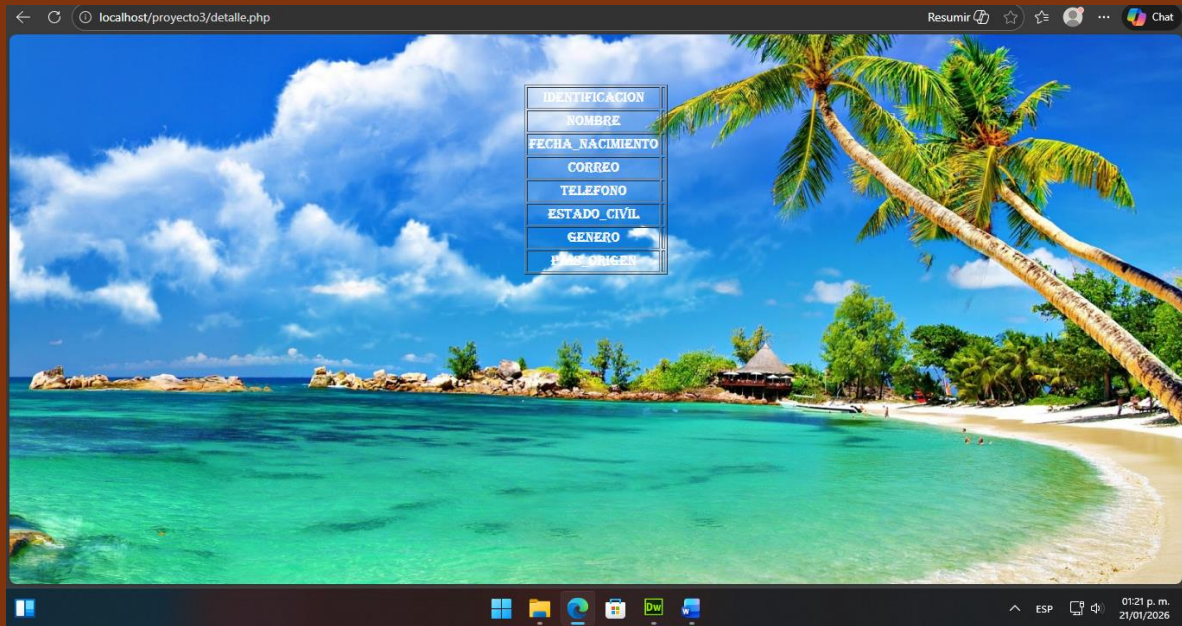 localhost/proyecto3/detalle.php
Resumir
Chat
IDENTIFICACION
NOMBRE
FECHA_NACIMIENTO
CORREO
TELEFONO
ESTADO_CIVIL
GENERO
PAIS_ORIGEN
Dw
W
ESP
01:21 p. m.
21/01/2026